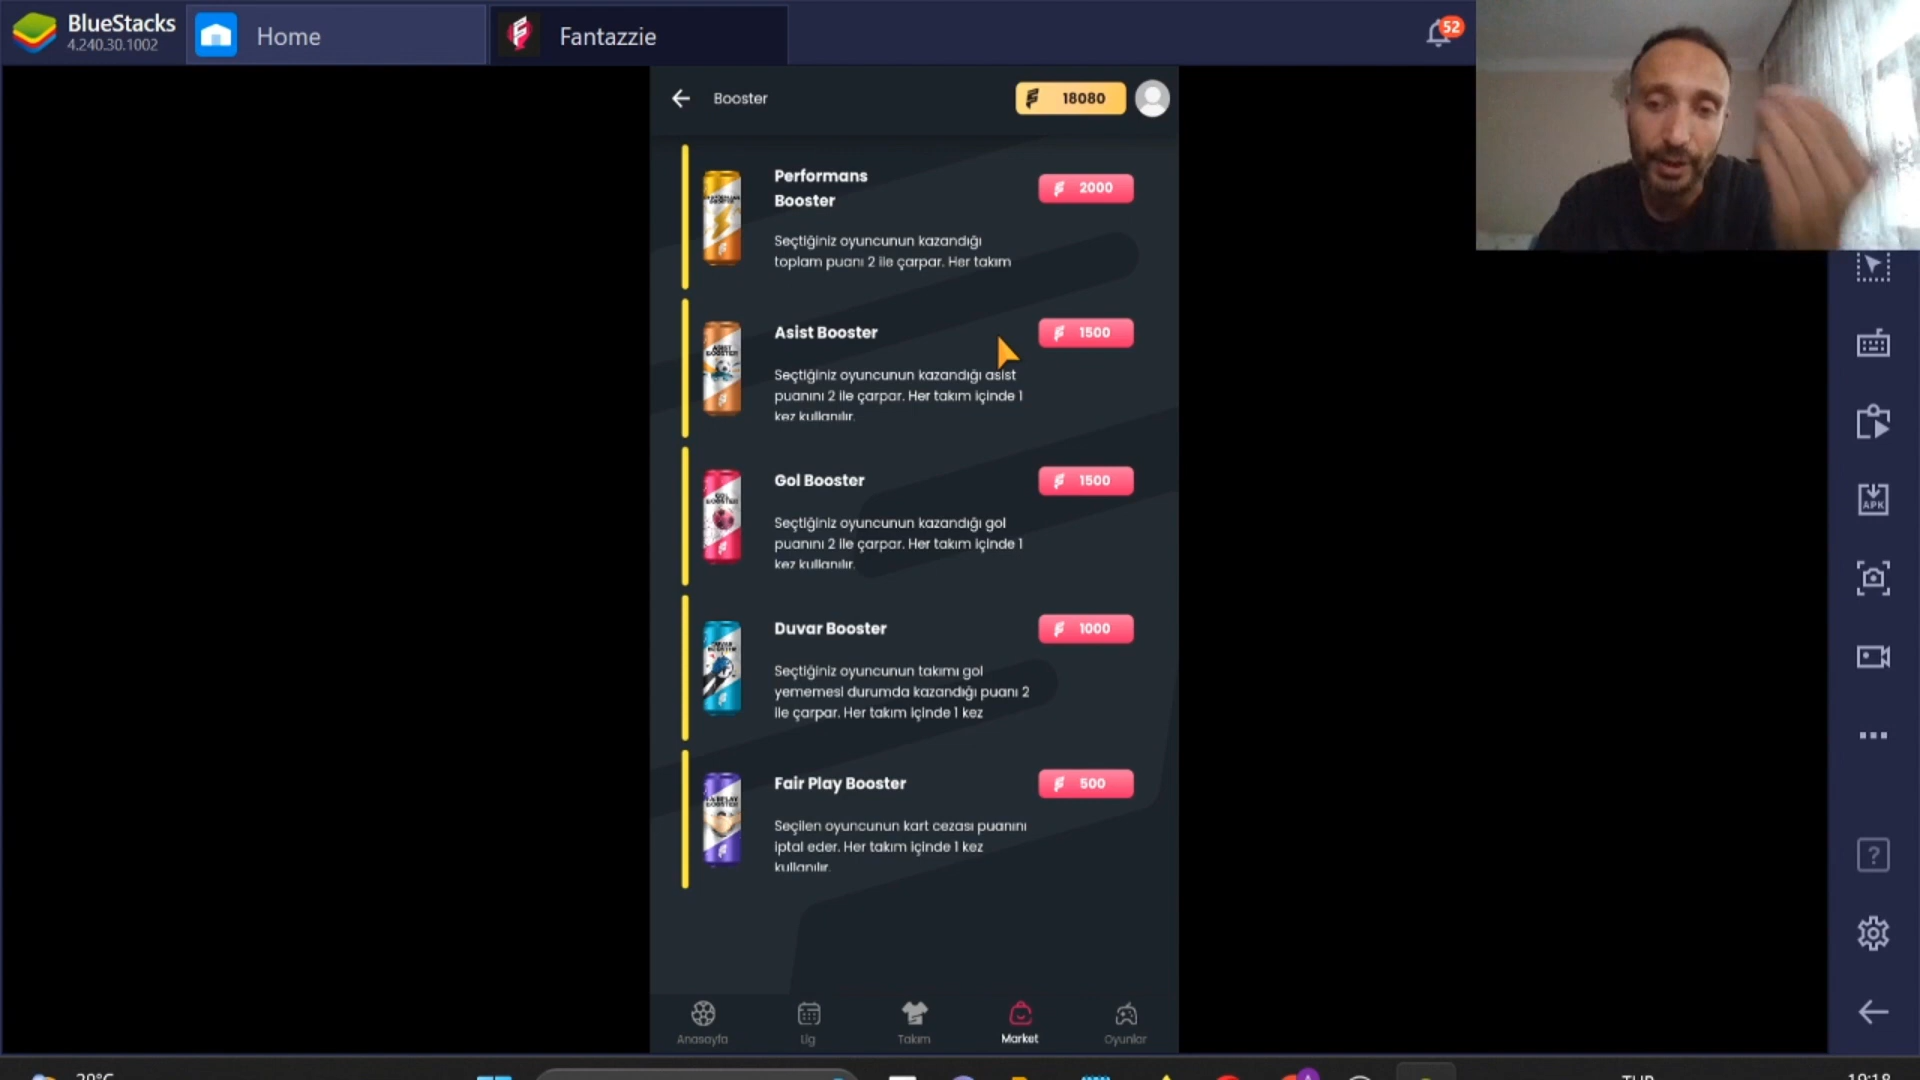 BlueStacks
4.240.30.1002
Home
Fantazzie
52
Booster
18080
Performans
Booster
2000
Seçtiğiniz oyuncunun kazandığı
toplam puanı 2 ile çarpar. Her takım
Asist Booster
1500
Seçtiğiniz oyuncunun kazandığı asist
puanını 2 ile çarpar. Her takım içinde 1
kez kullanılır.
Gol Booster
1500
Seçtiğiniz oyuncunun kazandığı gol
puanını 2 ile çarpar. Her takım içinde 1
kez kullanılır.
Duvar Booster
1000
Seçtiğiniz oyuncunun takımı gol
yememesi durumda kazandığı puanı 2
ile çarpar. Her takım içinde 1 kez
Fair Play Booster
500
Seçilen oyuncunun kart cezası puanını
iptal eder. Her takım içinde 1 kez
kullanılır.
APK
Anasayfa
Lig
Takım
Market
Oyunlar